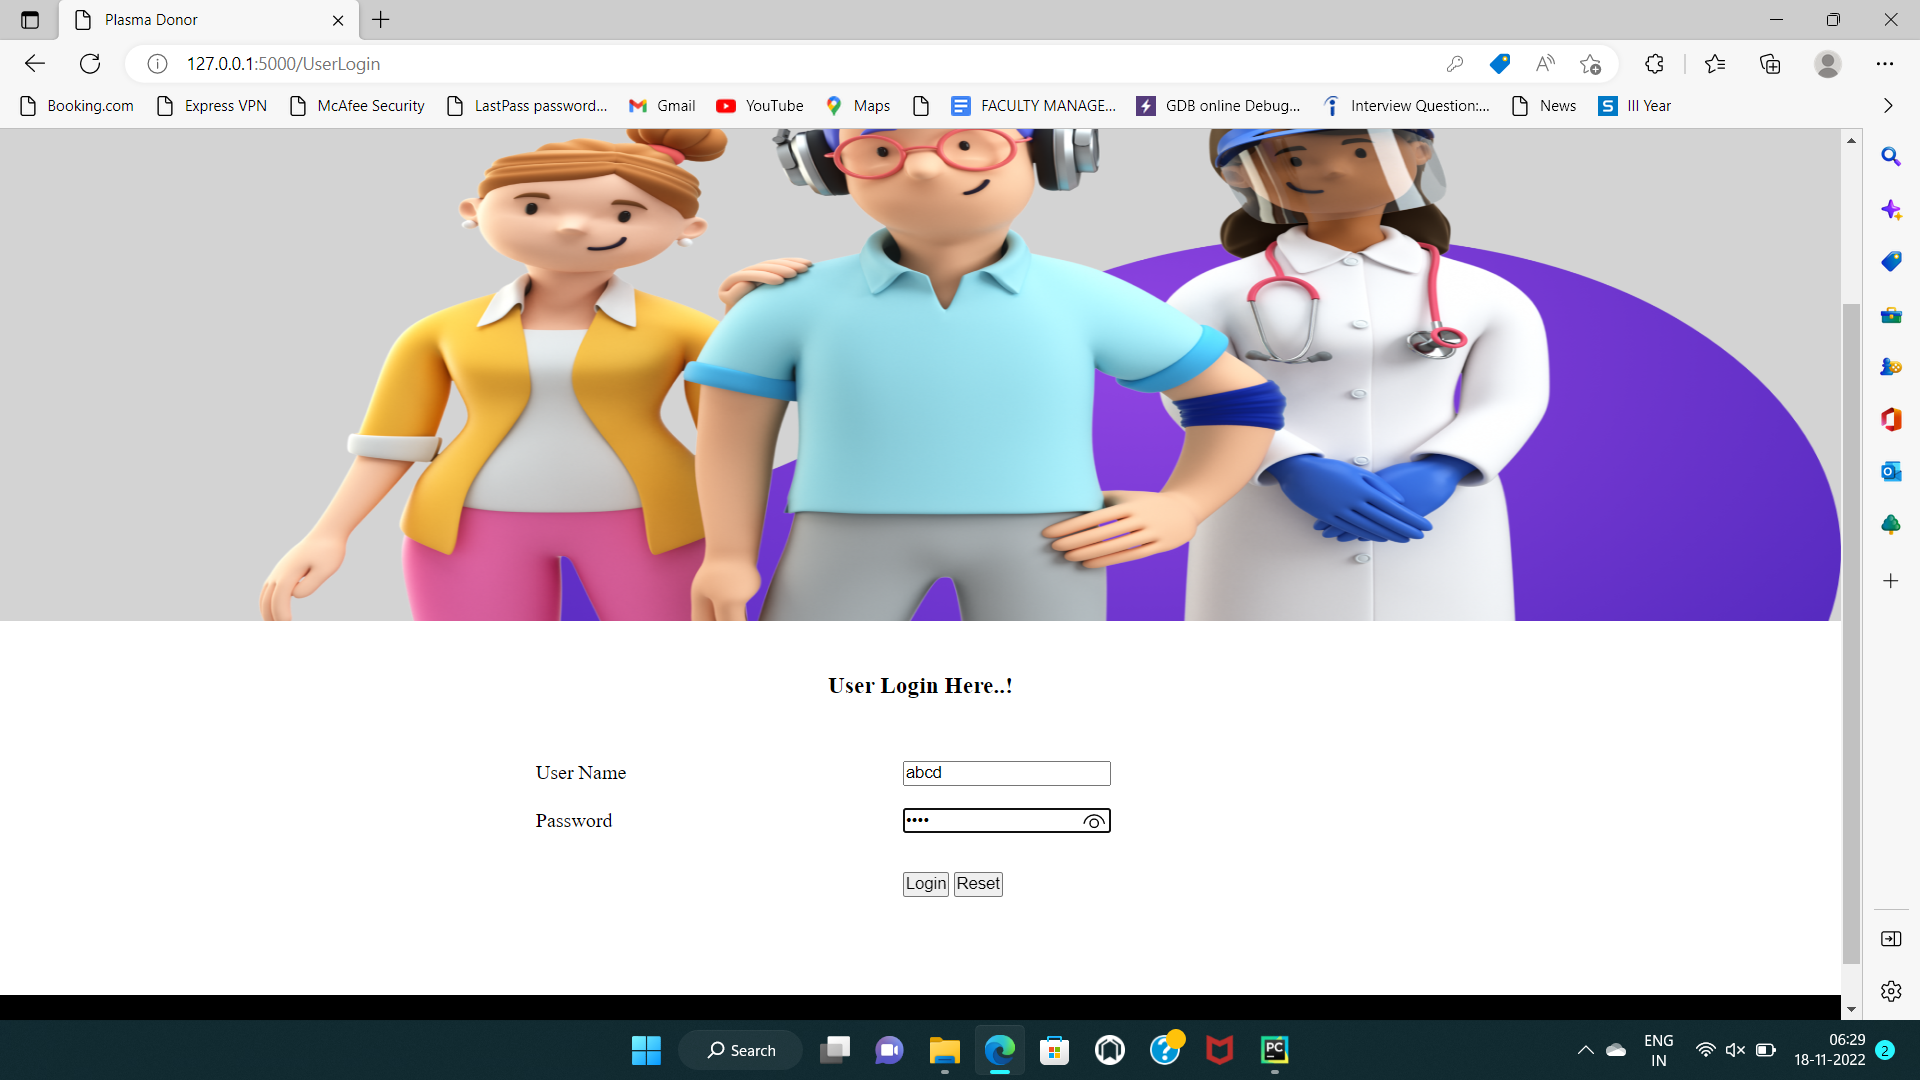 Plasma Donor
127.0.0.1:5000/UserLogin
Booking.com Express VPN McAfee Security LastPass password... Gmail YouTube Maps FACULTY MANAGE... GDB online Debug... Interview Question:... News S III Year
User Login Here..!
User Name abcd
Password ••••
Login Reset
Search
PC
ENG
IN
06:29
18-11-2022
2